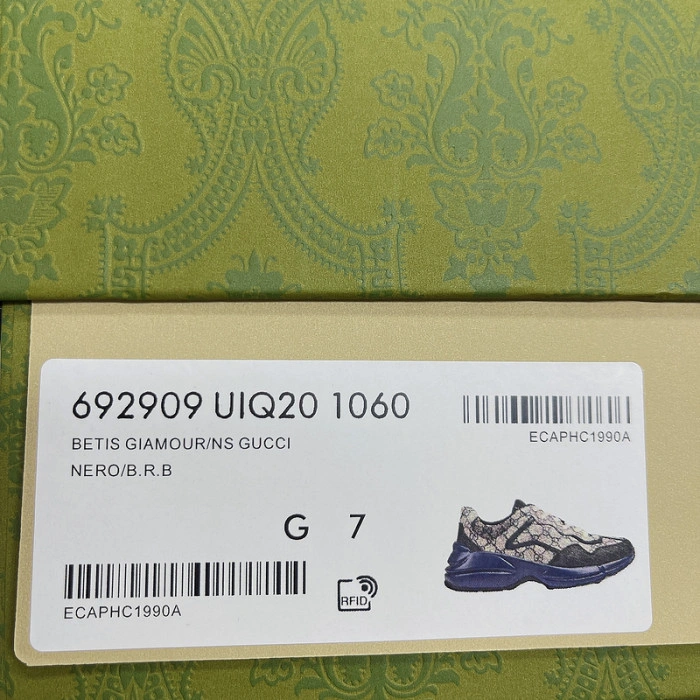 692909 UIQ20 1060
ECAPHC1990A
BETIS GIAMOUR/NS GUCCI
NERO/B.R.B
G 7
ECAPHC1990A
RFID